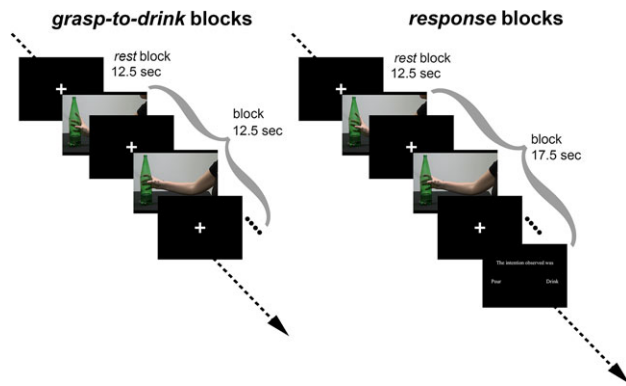 grasp-to-drink blocks
rest block
12.5 sec
block
12.5 sec
response blocks
rest block
12.5 sec
block
17.5 sec
The intention observed was
Pour
Drink